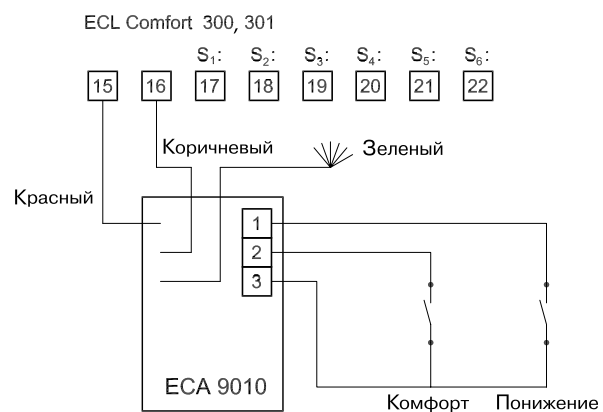 ECL Comfort 300, 301
S1: S2: S3: S4: S5: S6:
15 16 17 18 19 20 21 22
Коричневый
Зеленый
Красный
1
2
3
ECA 9010
Комфорт
Понижение